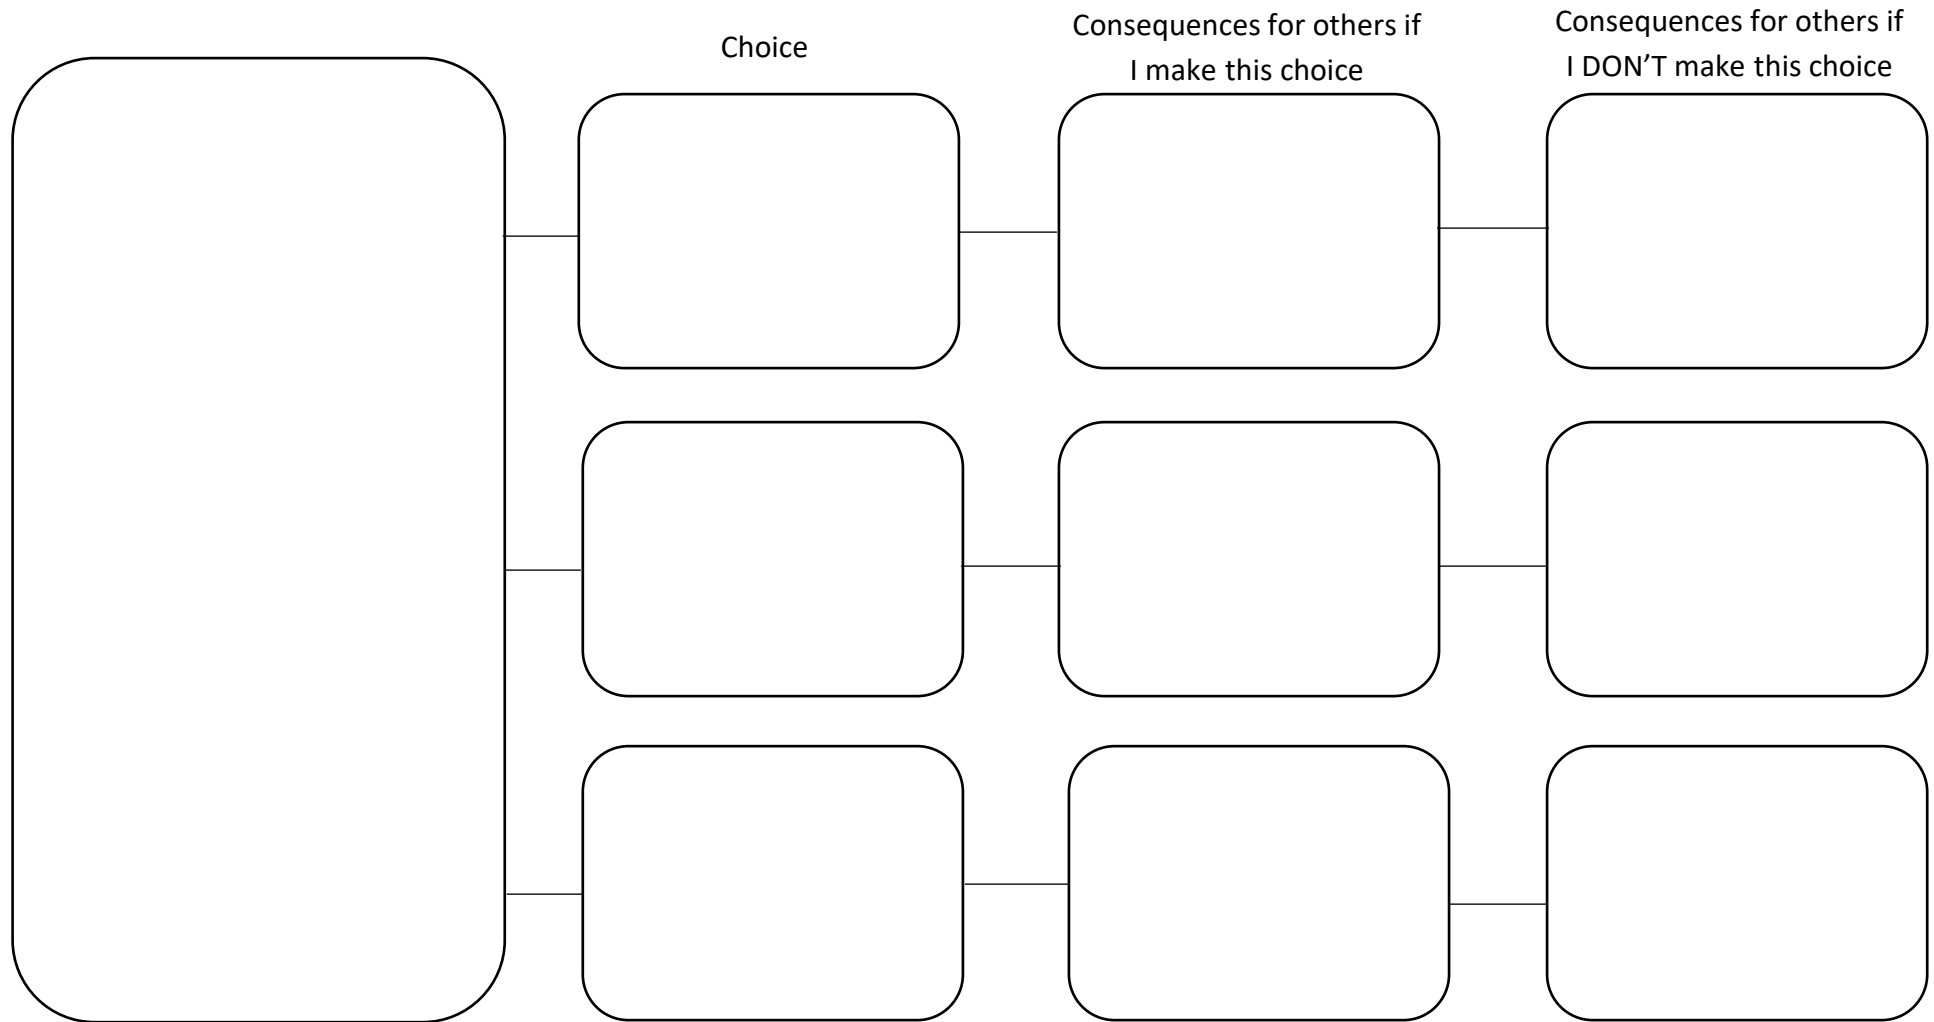 Choice
Consequences for others if
I make this choice
Consequences for others if
I DON’T make this choice